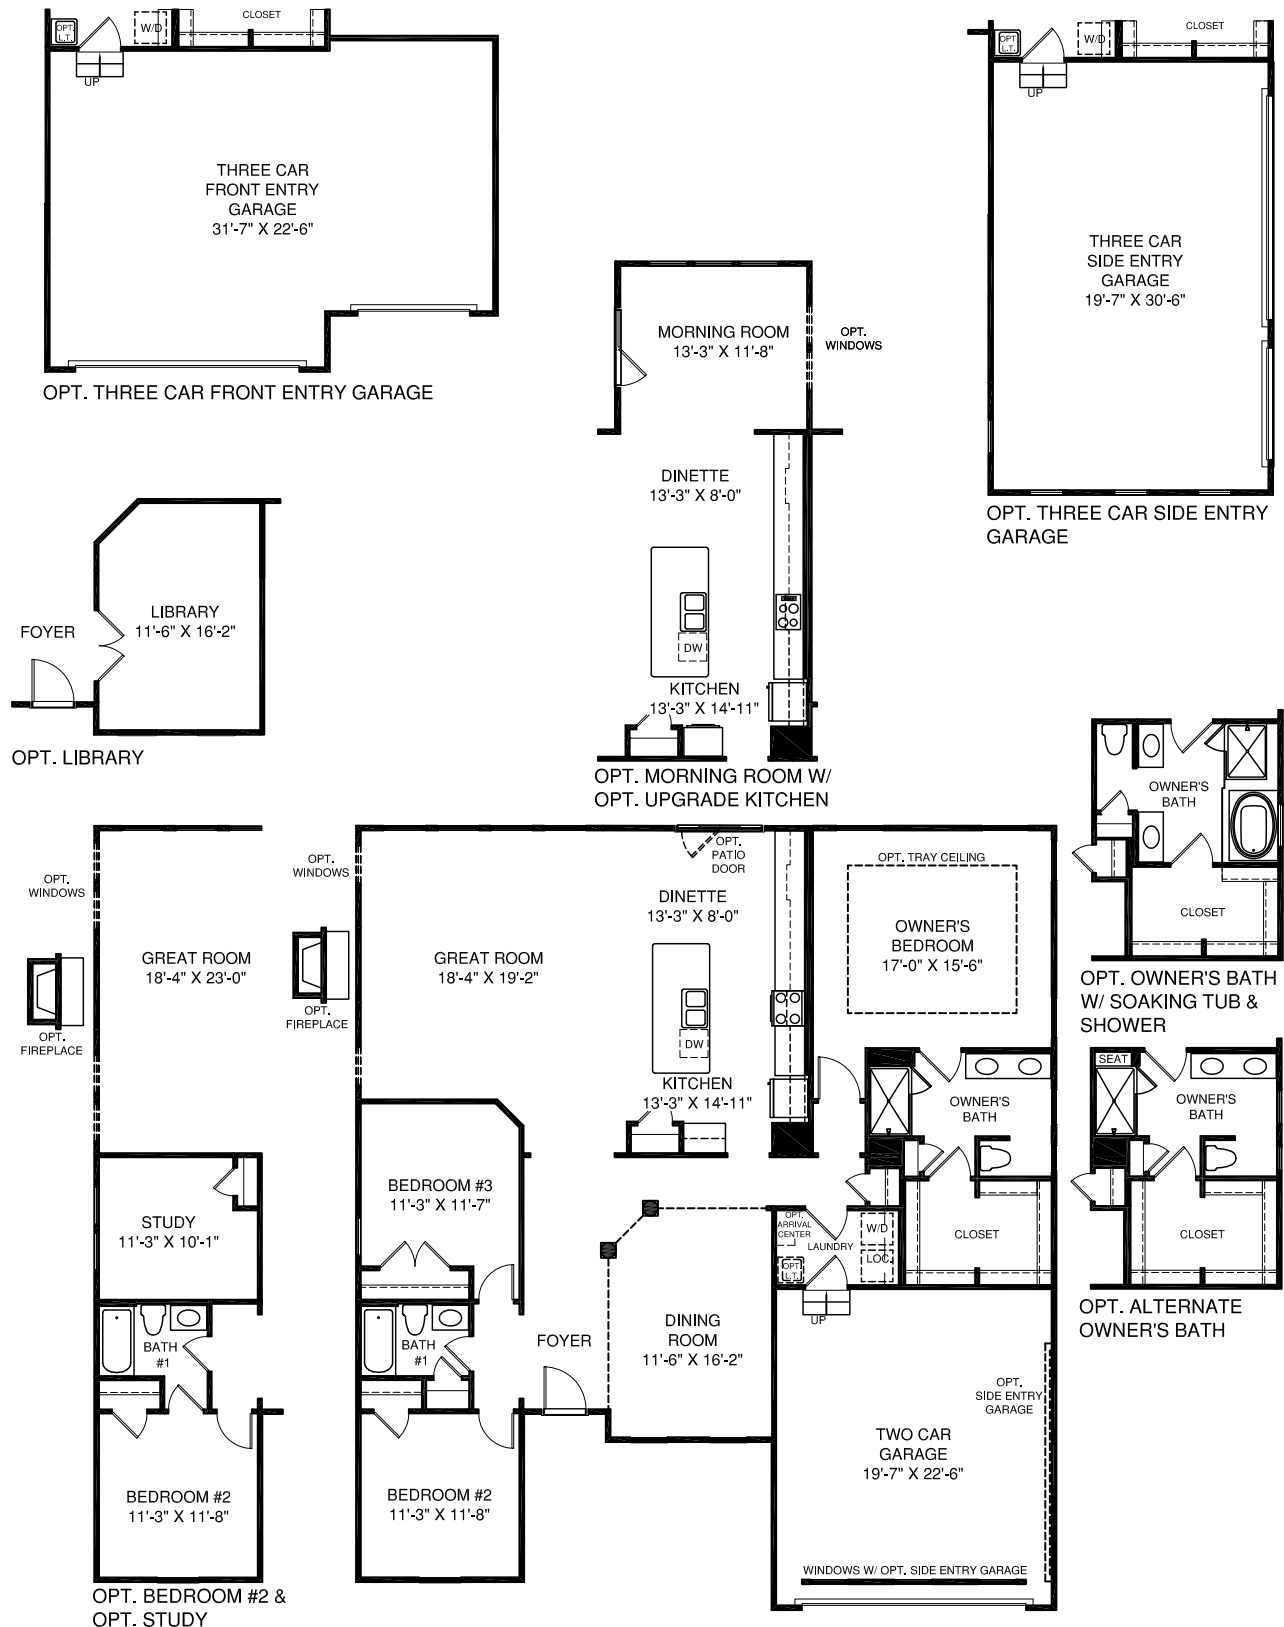 OPT.
L.T.
W/D
CLOSET
UP
THREE CAR
FRONT ENTRY
GARAGE
31'-7" X 22'-6"
OPT. THREE CAR FRONT ENTRY GARAGE
OPT
L.T.
W/D
CLOSET
UP
THREE CAR
SIDE ENTRY
GARAGE
19'-7" X 30'-6"
OPT. THREE CAR SIDE ENTRY
GARAGE
MORNING ROOM
13'-3" X 11'-8"
OPT.
WINDOWS
DINETTE
13'-3" X 8'-0"
DW
KITCHEN
13'-3" X 14'-11"
OPT. MORNING ROOM W/
OPT. UPGRADE KITCHEN
LIBRARY
11'-6" X 16'-2"
FOYER
OPT. LIBRARY
OWNER'S
BATH
CLOSET
OPT. OWNER'S BATH
W/ SOAKING TUB &
SHOWER
SEAT
OWNER'S
BATH
CLOSET
OPT. ALTERNATE
OWNER'S BATH
OPT.
WINDOWS
GREAT ROOM
18'-4" X 23'-0"
OPT.
FIREPLACE
STUDY
11'-3" X 10'-1"
BATH
#1
BEDROOM #2
11'-3" X 11'-8"
OPT. BEDROOM #2 &
OPT. STUDY
OPT.
WINDOWS
OPT.
FIREPLACE
GREAT ROOM
18'-4" X 19'-2"
OPT.
PATIO
DOOR
DINETTE
13'-3" X 8'-0"
DW
KITCHEN
13'-3" X 14'-11"
OPT. TRAY CEILING
OWNER'S
BEDROOM
17'-0" X 15'-6"
OWNER'S
BATH
CLOSET
BEDROOM #3
11'-3" X 11'-7"
OPT.
ARRIVAL
CENTER
LAUNDRY
W/D
LOC.
OPT
L.T.
UP
BATH
#1
FOYER
DINING
ROOM
11'-6" X 16'-2"
OPT.
SIDE ENTRY
GARAGE
TWO CAR
GARAGE
19'-7" X 22'-6"
BEDROOM #2
11'-3" X 11'-8"
WINDOWS W/ OPT. SIDE ENTRY GARAGE